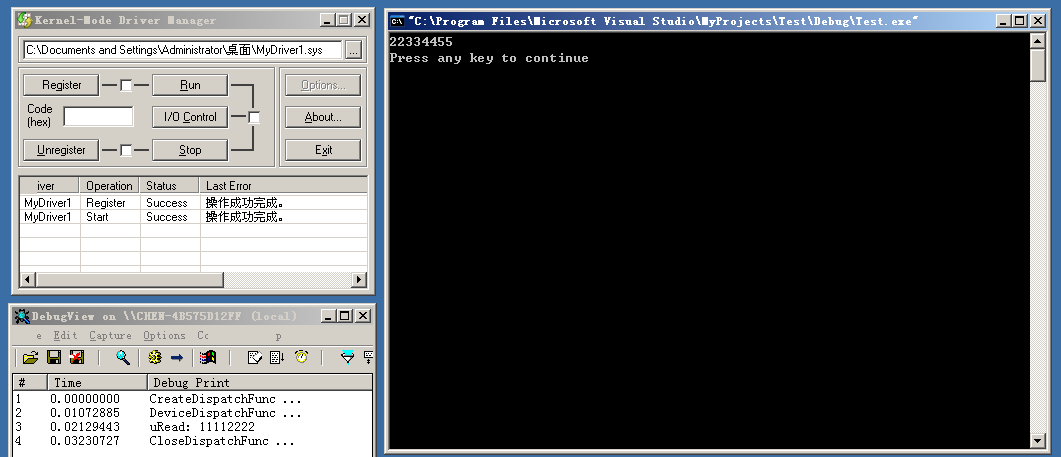 Kernel-Mode Driver Manager
C:\Documents and Settings\Administrator\桌面\MyDriver1.sys
...
Register
Run
Options...
Code
(hex)
I/O Control
About...
Unregister
Stop
Exit
iver Operation Status Last Error
MyDriver1 Register Success 操作成功完成。
MyDriver1 Start Success 操作成功完成。
DebugView on \\CHEN-4B575D12FF (local)
e Edit Capture Options Cc p
# Time Debug Print
1 0.00000000 CreateDispatchFunc ...
2 0.01072885 DeviceDispatchFunc ...
3 0.02129443 uRead: 11112222
4 0.03230727 CloseDispatchFunc ...
"C:\Program Files\Microsoft Visual Studio\MyProjects\Test\Debug\Test.exe"
22334455
Press any key to continue